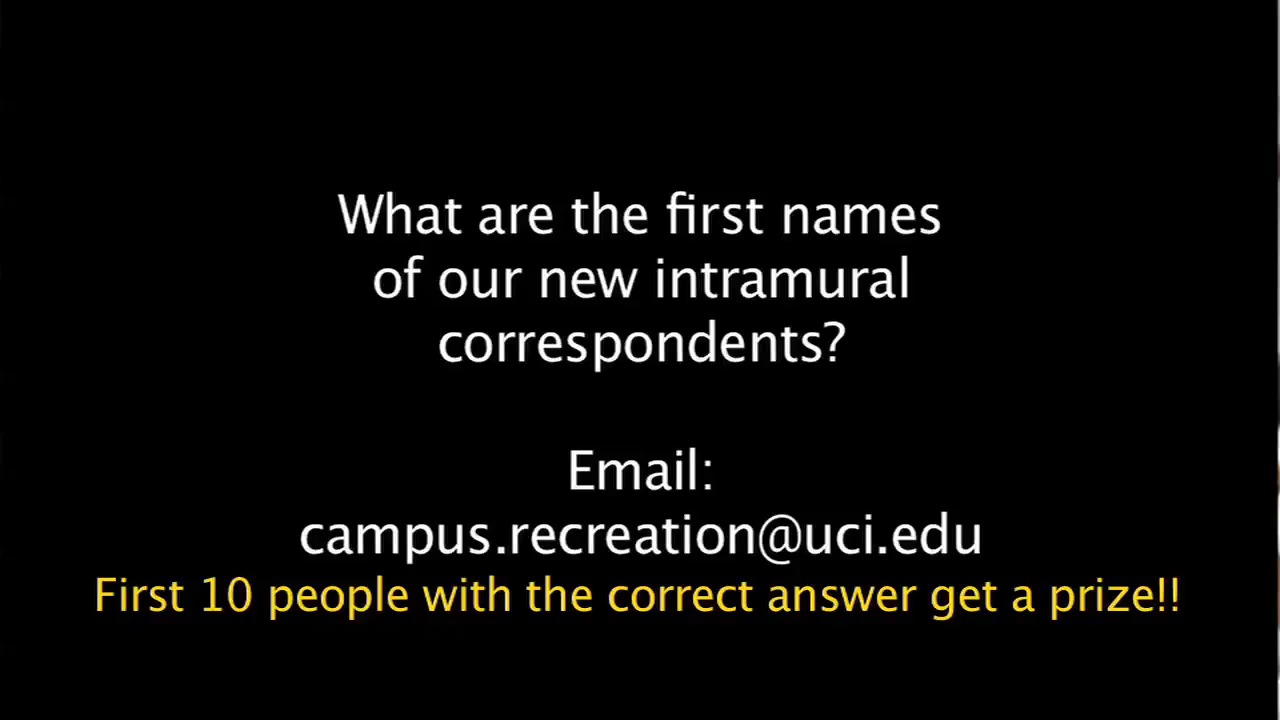 What are the first names
of our new intramural
correspondents?
Email:
campus.recreation@uci.edu
First 10 people with the correct answer get a prize!!